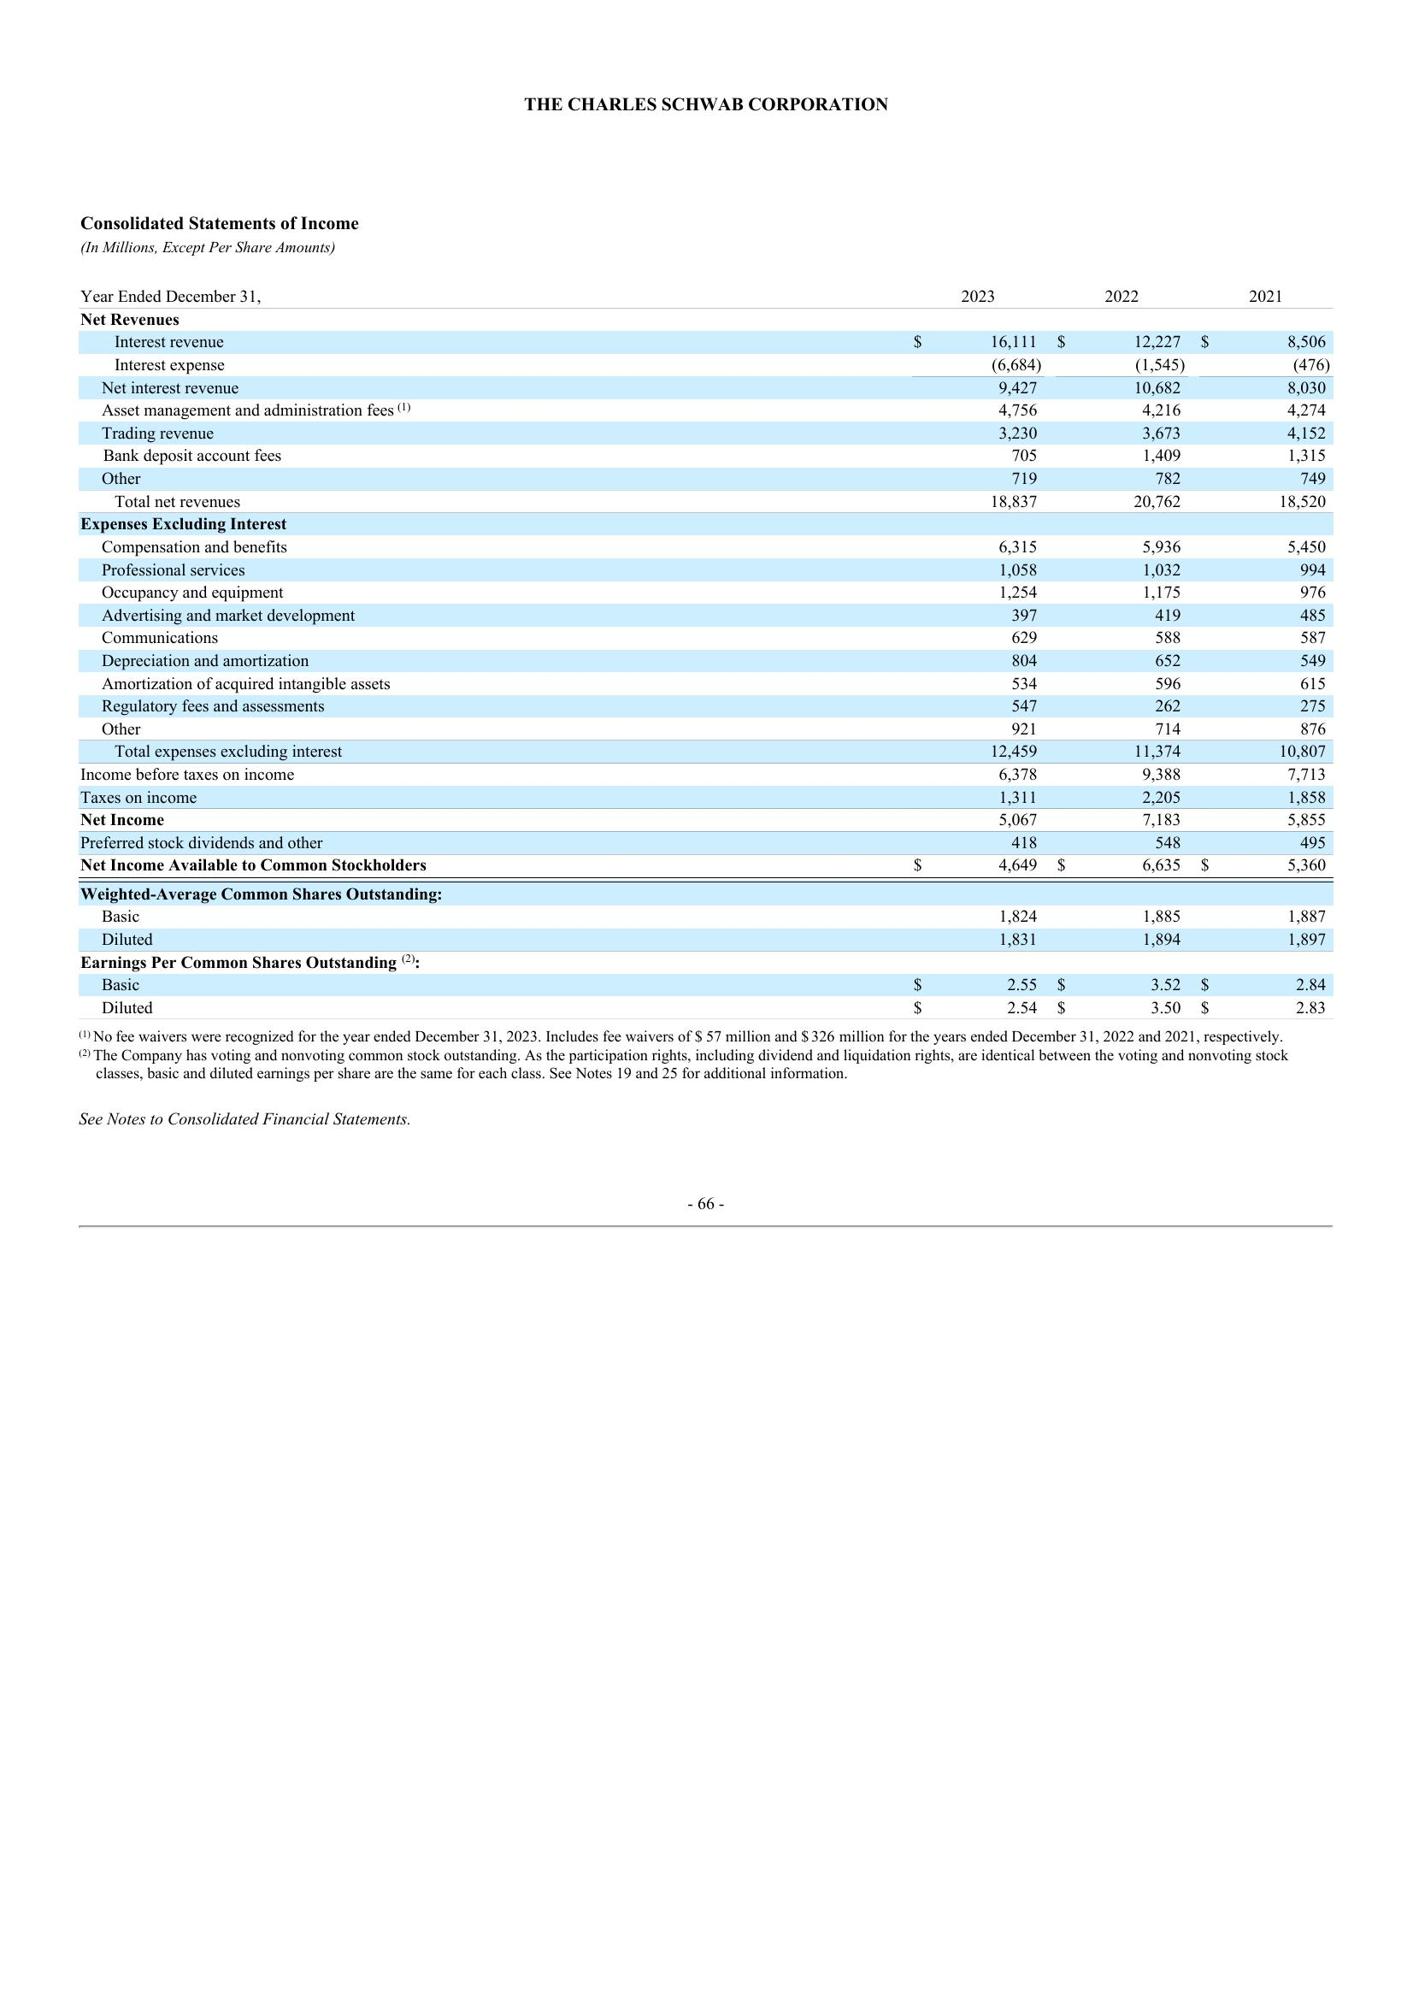 THE CHARLES SCHWAB CORPORATION
Consolidated Statements of Income
(In Millions, Except Per Share Amounts)
Year Ended December 31, 2023 2022 2021
Net Revenues
Interest revenue $ 16,111 $ 12,227 $ 8,506
Interest expense (6,684) (1,545) (476)
Net interest revenue 9,427 10,682 8,030
Asset management and administration fees (1) 4,756 4,216 4,274
Trading revenue 3,230 3,673 4,152
Bank deposit account fees 705 1,409 1,315
Other 719 782 749
Total net revenues 18,837 20,762 18,520
Expenses Excluding Interest
Compensation and benefits 6,315 5,936 5,450
Professional services 1,058 1,032 994
Occupancy and equipment 1,254 1,175 976
Advertising and market development 397 419 485
Communications 629 588 587
Depreciation and amortization 804 652 549
Amortization of acquired intangible assets 534 596 615
Regulatory fees and assessments 547 262 275
Other 921 714 876
Total expenses excluding interest 12,459 11,374 10,807
Income before taxes on income 6,378 9,388 7,713
Taxes on income 1,311 2,205 1,858
Net Income 5,067 7,183 5,855
Preferred stock dividends and other 418 548 495
Net Income Available to Common Stockholders $ 4,649 $ 6,635 $ 5,360
Weighted-Average Common Shares Outstanding:
Basic 1,824 1,885 1,887
Diluted 1,831 1,894 1,897
Earnings Per Common Shares Outstanding (2):
Basic $ 2.55 $ 3.52 $ 2.84
Diluted $ 2.54 $ 3.50 $ 2.83
(1) No fee waivers were recognized for the year ended December 31, 2023. Includes fee waivers of $ 57 million and $ 326 million for the years ended December 31, 2022 and 2021, respectively.
(2) The Company has voting and nonvoting common stock outstanding. As the participation rights, including dividend and liquidation rights, are identical between the voting and nonvoting stock
classes, basic and diluted earnings per share are the same for each class. See Notes 19 and 25 for additional information.
See Notes to Consolidated Financial Statements.
- 66 -